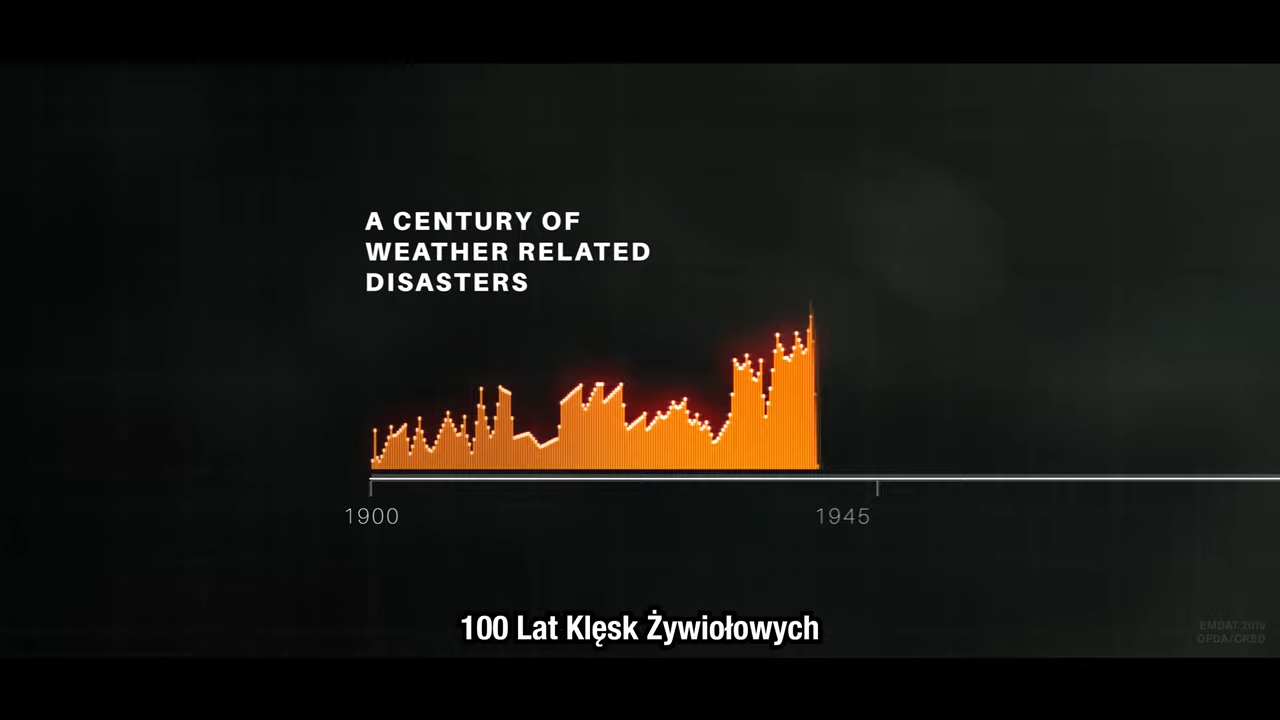 A CENTURY OF
WEATHER RELATED
DISASTERS
1900
1945
100 Lat Klęsk Żywiołowych
EMDAT 2019
OFDA/CRED